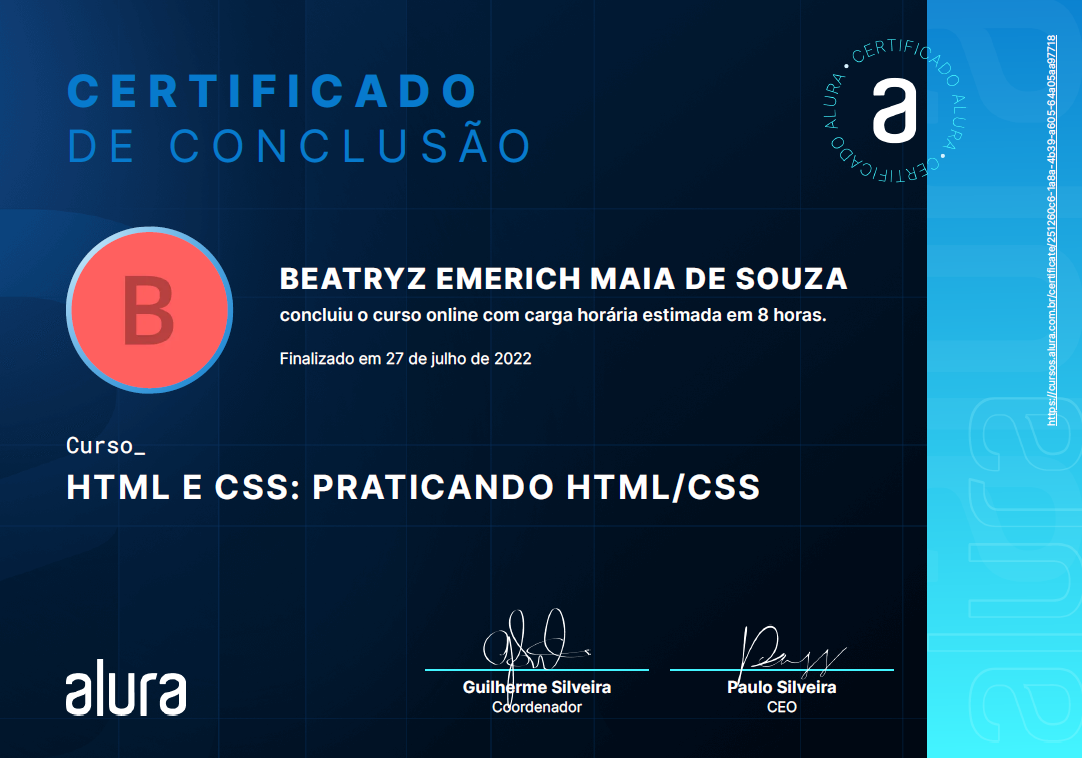 CERTIFICADO
DE CONCLUSÃO
• CERTIFICADO ALURA • CERTIFICADO ALURA
a
https://cursos.alura.com.br/certificate/251260c6-1a8a-4b39-a605-64a05aa97718
B
BEATRYZ EMERICH MAIA DE SOUZA
concluiu o curso online com carga horária estimada em 8 horas.
Finalizado em 27 de julho de 2022
Curso_
HTML E CSS: PRATICANDO HTML/CSS
alura
Guilherme Silveira
Coordenador
Paulo Silveira
CEO
alura